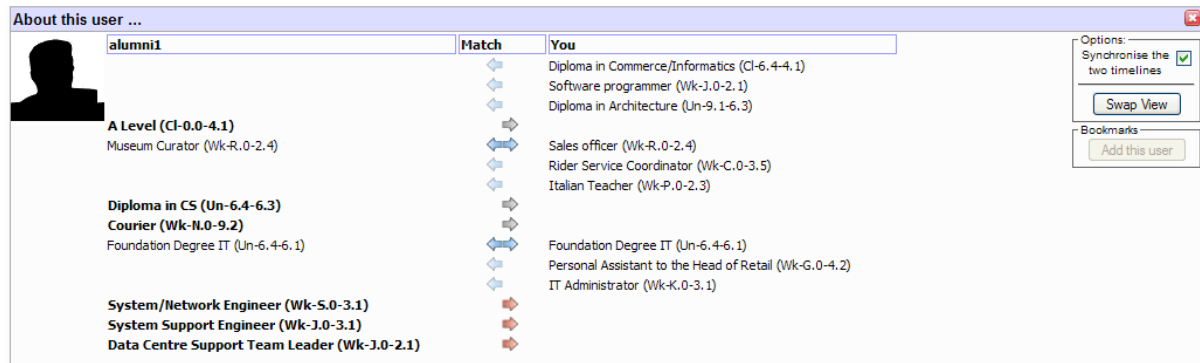 About this user ...
alumni1 Match You
Diploma in Commerce/Informatics (Cl-6.4-4.1)
Software programmer (Wk-J.0-2.1)
Diploma in Architecture (Un-9.1-6.3)
A Level (Cl-0.0-4.1)
Museum Curator (Wk-R.0-2.4) Sales officer (Wk-R.0-2.4)
Rider Service Coordinator (Wk-C.0-3.5)
Italian Teacher (Wk-P.0-2.3)
Diploma in CS (Un-6.4-6.3)
Courier (Wk-N.0-9.2)
Foundation Degree IT (Un-6.4-6.1) Foundation Degree IT (Un-6.4-6.1)
Personal Assistant to the Head of Retail (Wk-G.0-4.2)
IT Administrator (Wk-K.0-3.1)
System/Network Engineer (Wk-S.0-3.1)
System Support Engineer (Wk-J.0-3.1)
Data Centre Support Team Leader (Wk-J.0-2.1)
Options:
Synchronise the
two timelines
Swap View
Bookmarks
Add this user